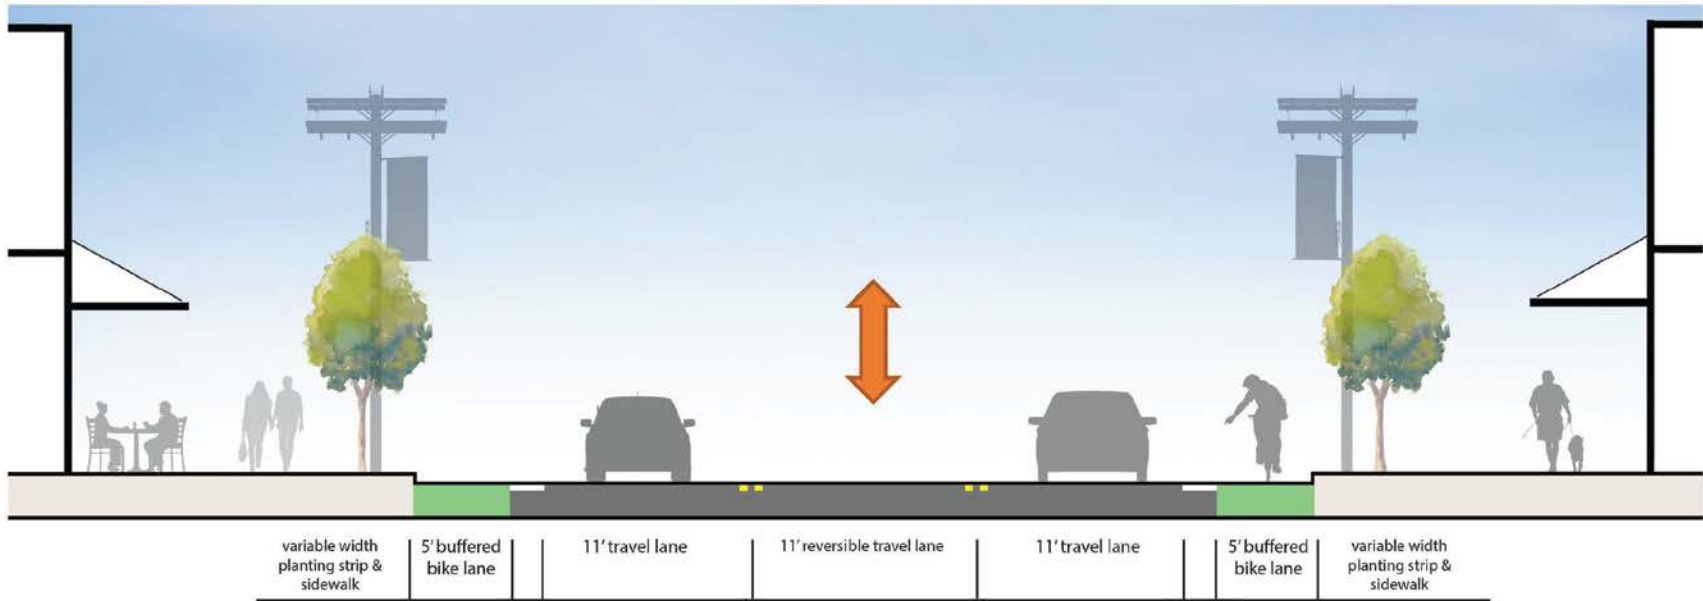 variable width
planting strip &
sidewalk
5' buffered
bike lane
11' travel lane
11' reversible travel lane
11' travel lane
5' buffered
bike lane
variable width
planting strip &
sidewalk